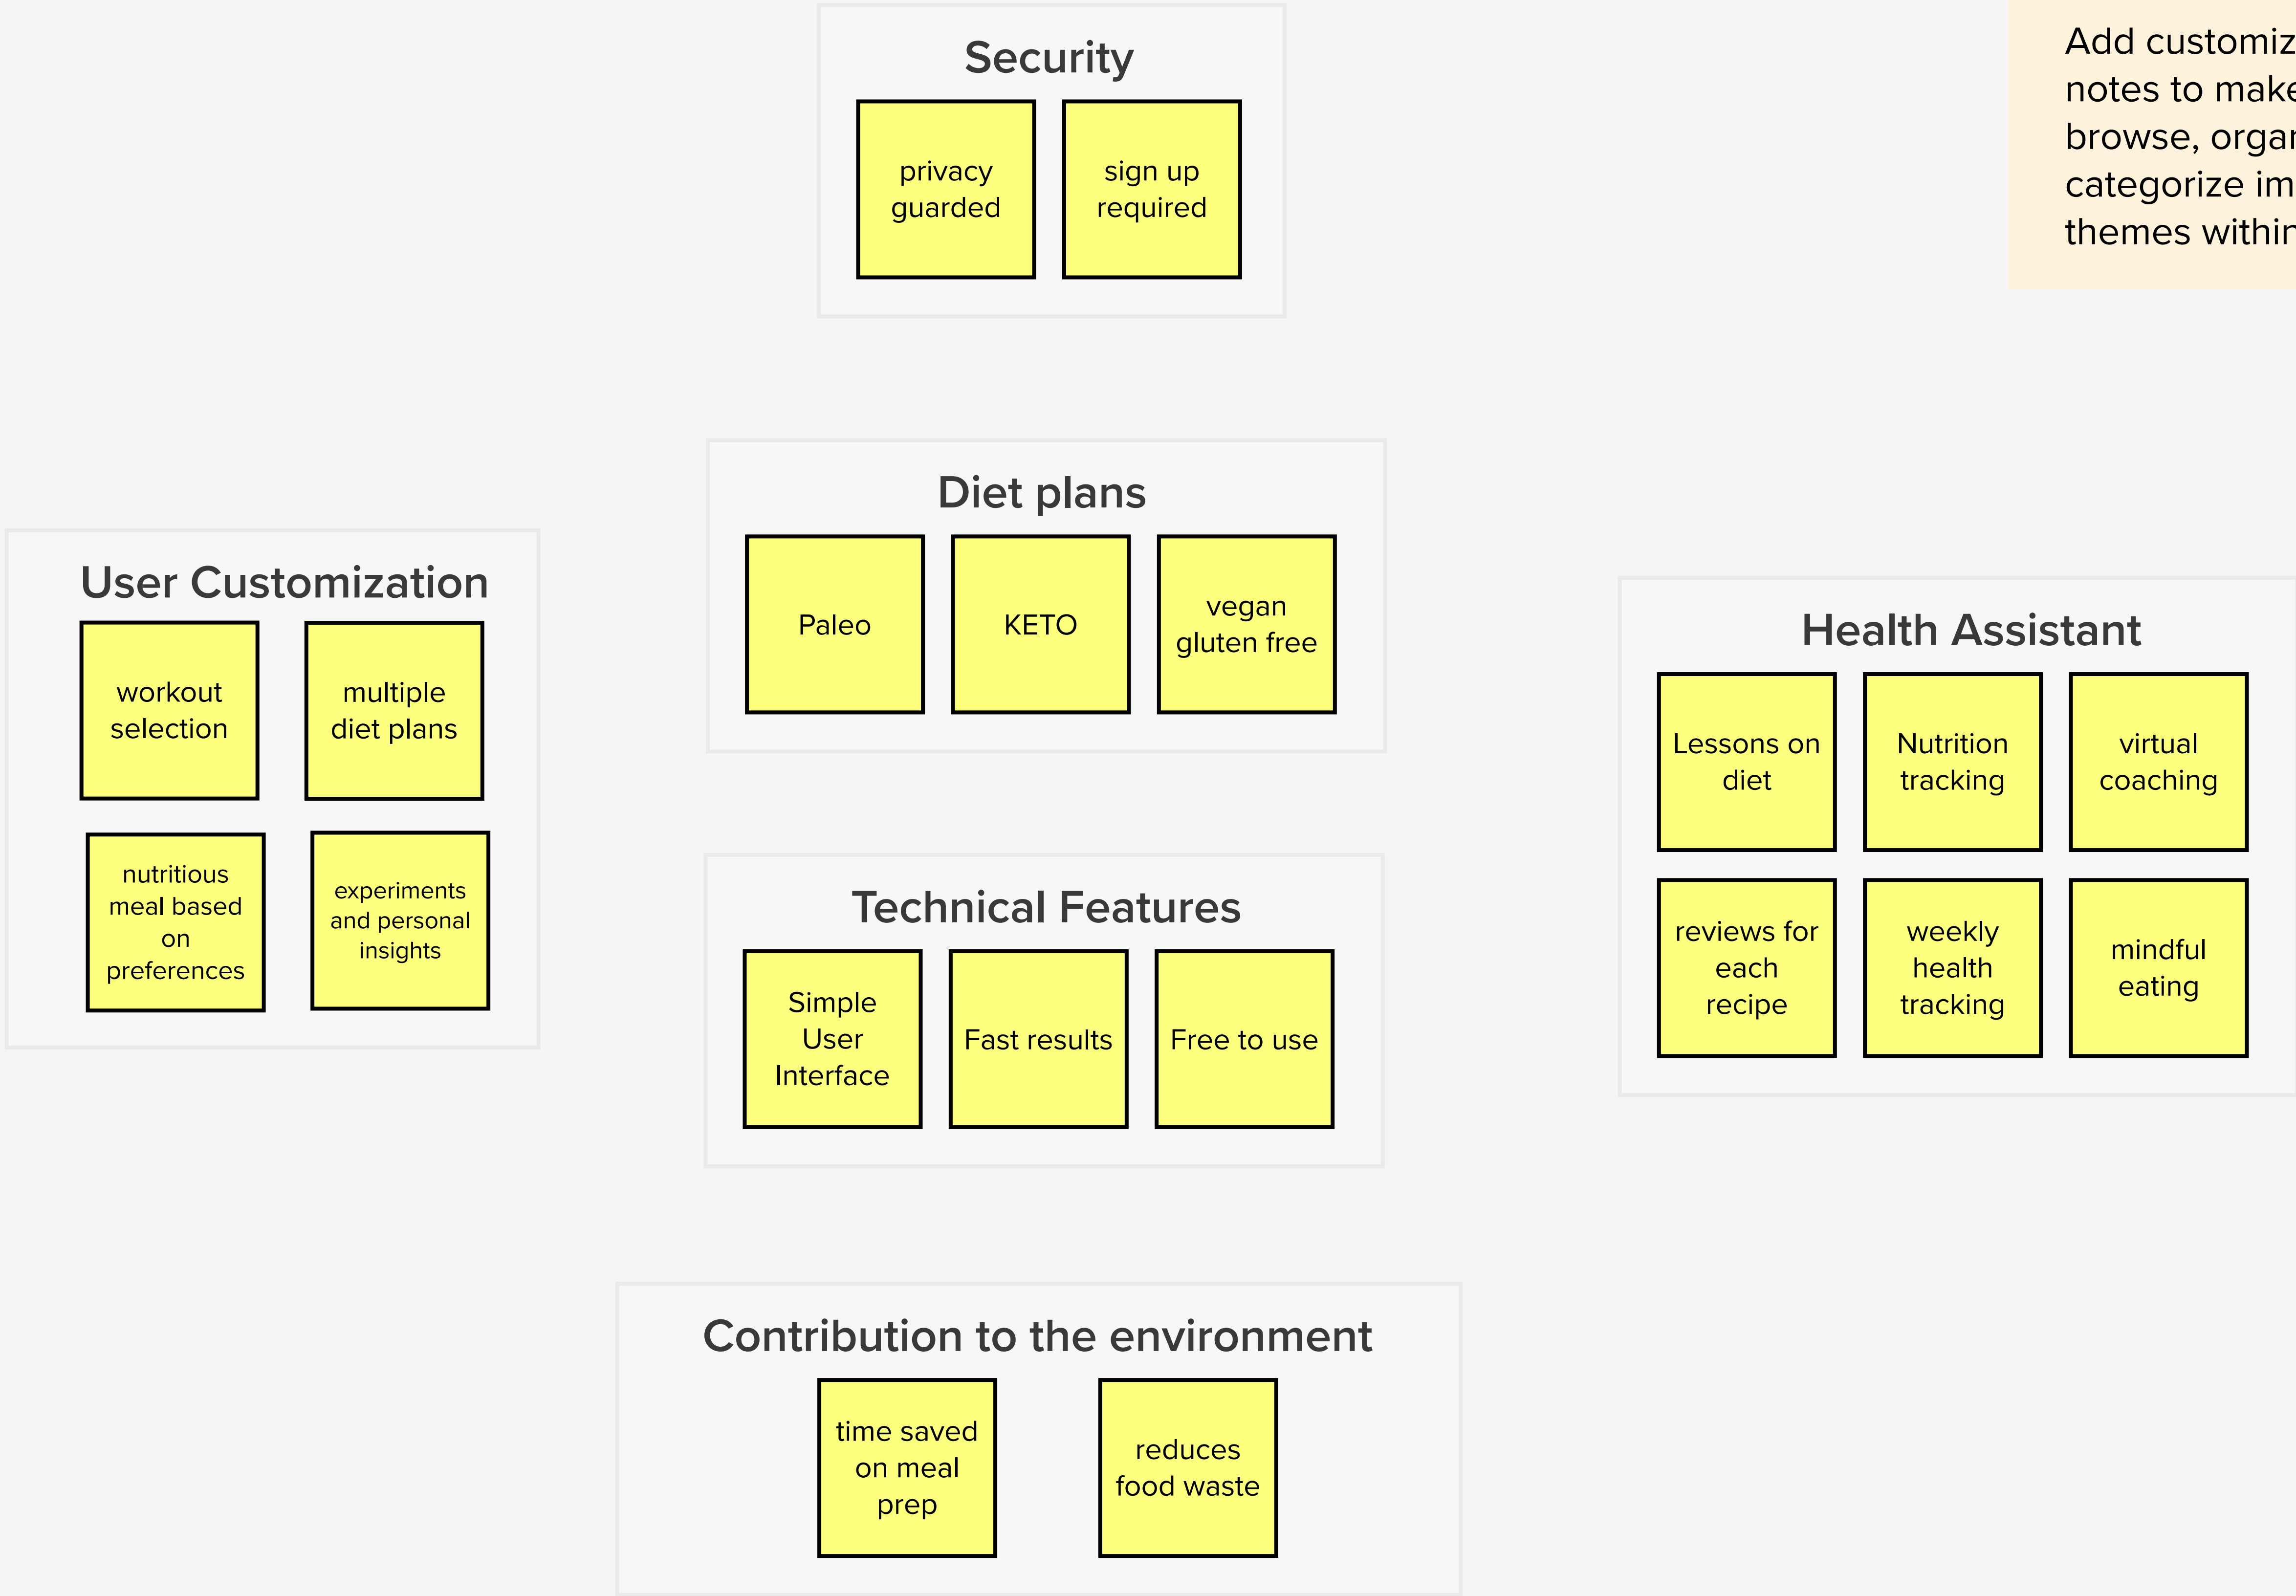 Security
privacy
guarded
sign up
required
Add customiz
notes to make
browse, organ
categorize im
themes within
Diet plans
Paleo
KETO
vegan
gluten free
User Customization
workout
selection
multiple
diet plans
nutritious
meal based
on
preferences
experiments
and personal
insights
Health Assistant
Lessons on
diet
Nutrition
tracking
virtual
coaching
reviews for
each
recipe
weekly
health
tracking
mindful
eating
Technical Features
Simple
User
Interface
Fast results
Free to use
Contribution to the environment
time saved
on meal
prep
reduces
food waste